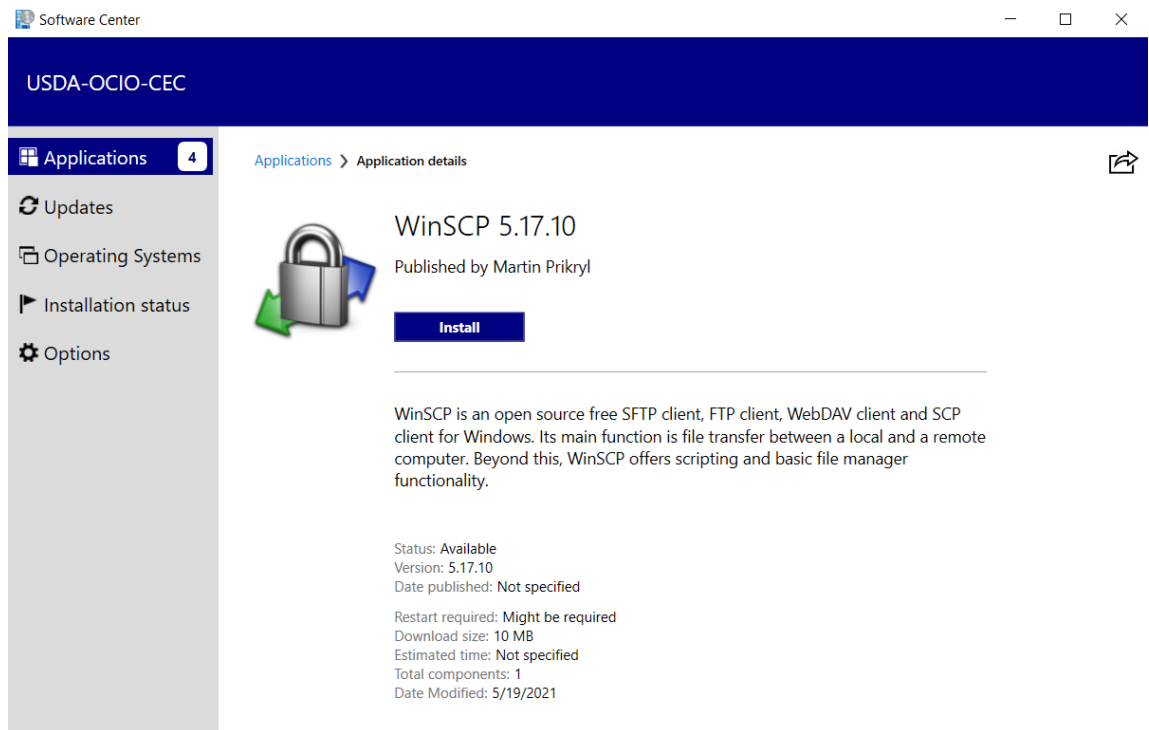 Software Center
USDA-OCIO-CEC
Applications 4
Updates
Operating Systems
Installation status
Options
Applications ❯ Application details
WinSCP 5.17.10
Published by Martin Prikryl
Install
WinSCP is an open source free SFTP client, FTP client, WebDAV client and SCP
client for Windows. Its main function is file transfer between a local and a remote
computer. Beyond this, WinSCP offers scripting and basic file manager
functionality.
Status: Available
Version: 5.17.10
Date published: Not specified
Restart required: Might be required
Download size: 10 MB
Estimated time: Not specified
Total components: 1
Date Modified: 5/19/2021